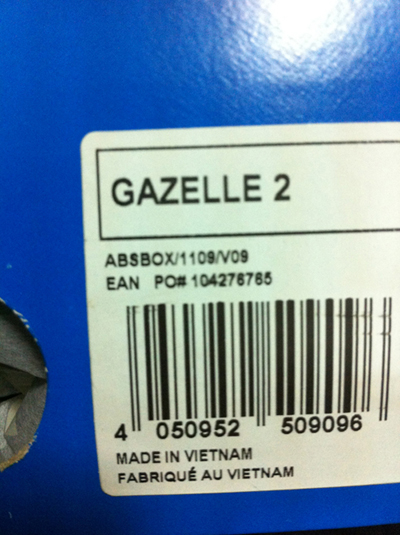 GAZELLE 2
ABSBOX/1109/V09
EAN PO# 104276765
4 050952 509096
MADE IN VIETNAM
FABRIQUÉ AU VIETNAM